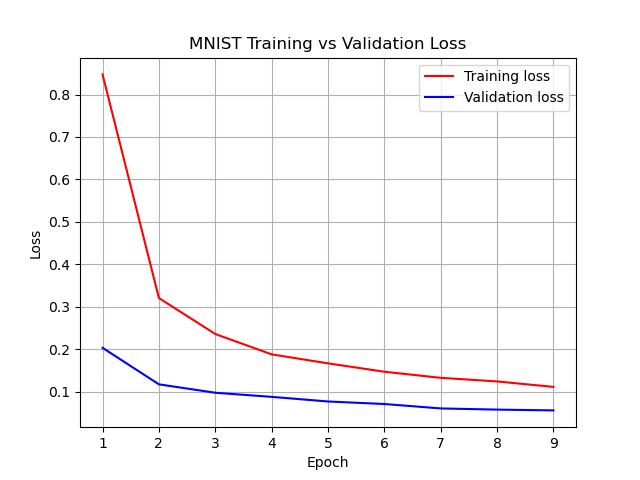 MNIST Training vs Validation Loss
Training loss
Validation loss
0.8
0.7
0.6
0.5
0.4
0.3
0.2
0.1
Loss
1 2 3 4 5 6 7 8 9
Epoch